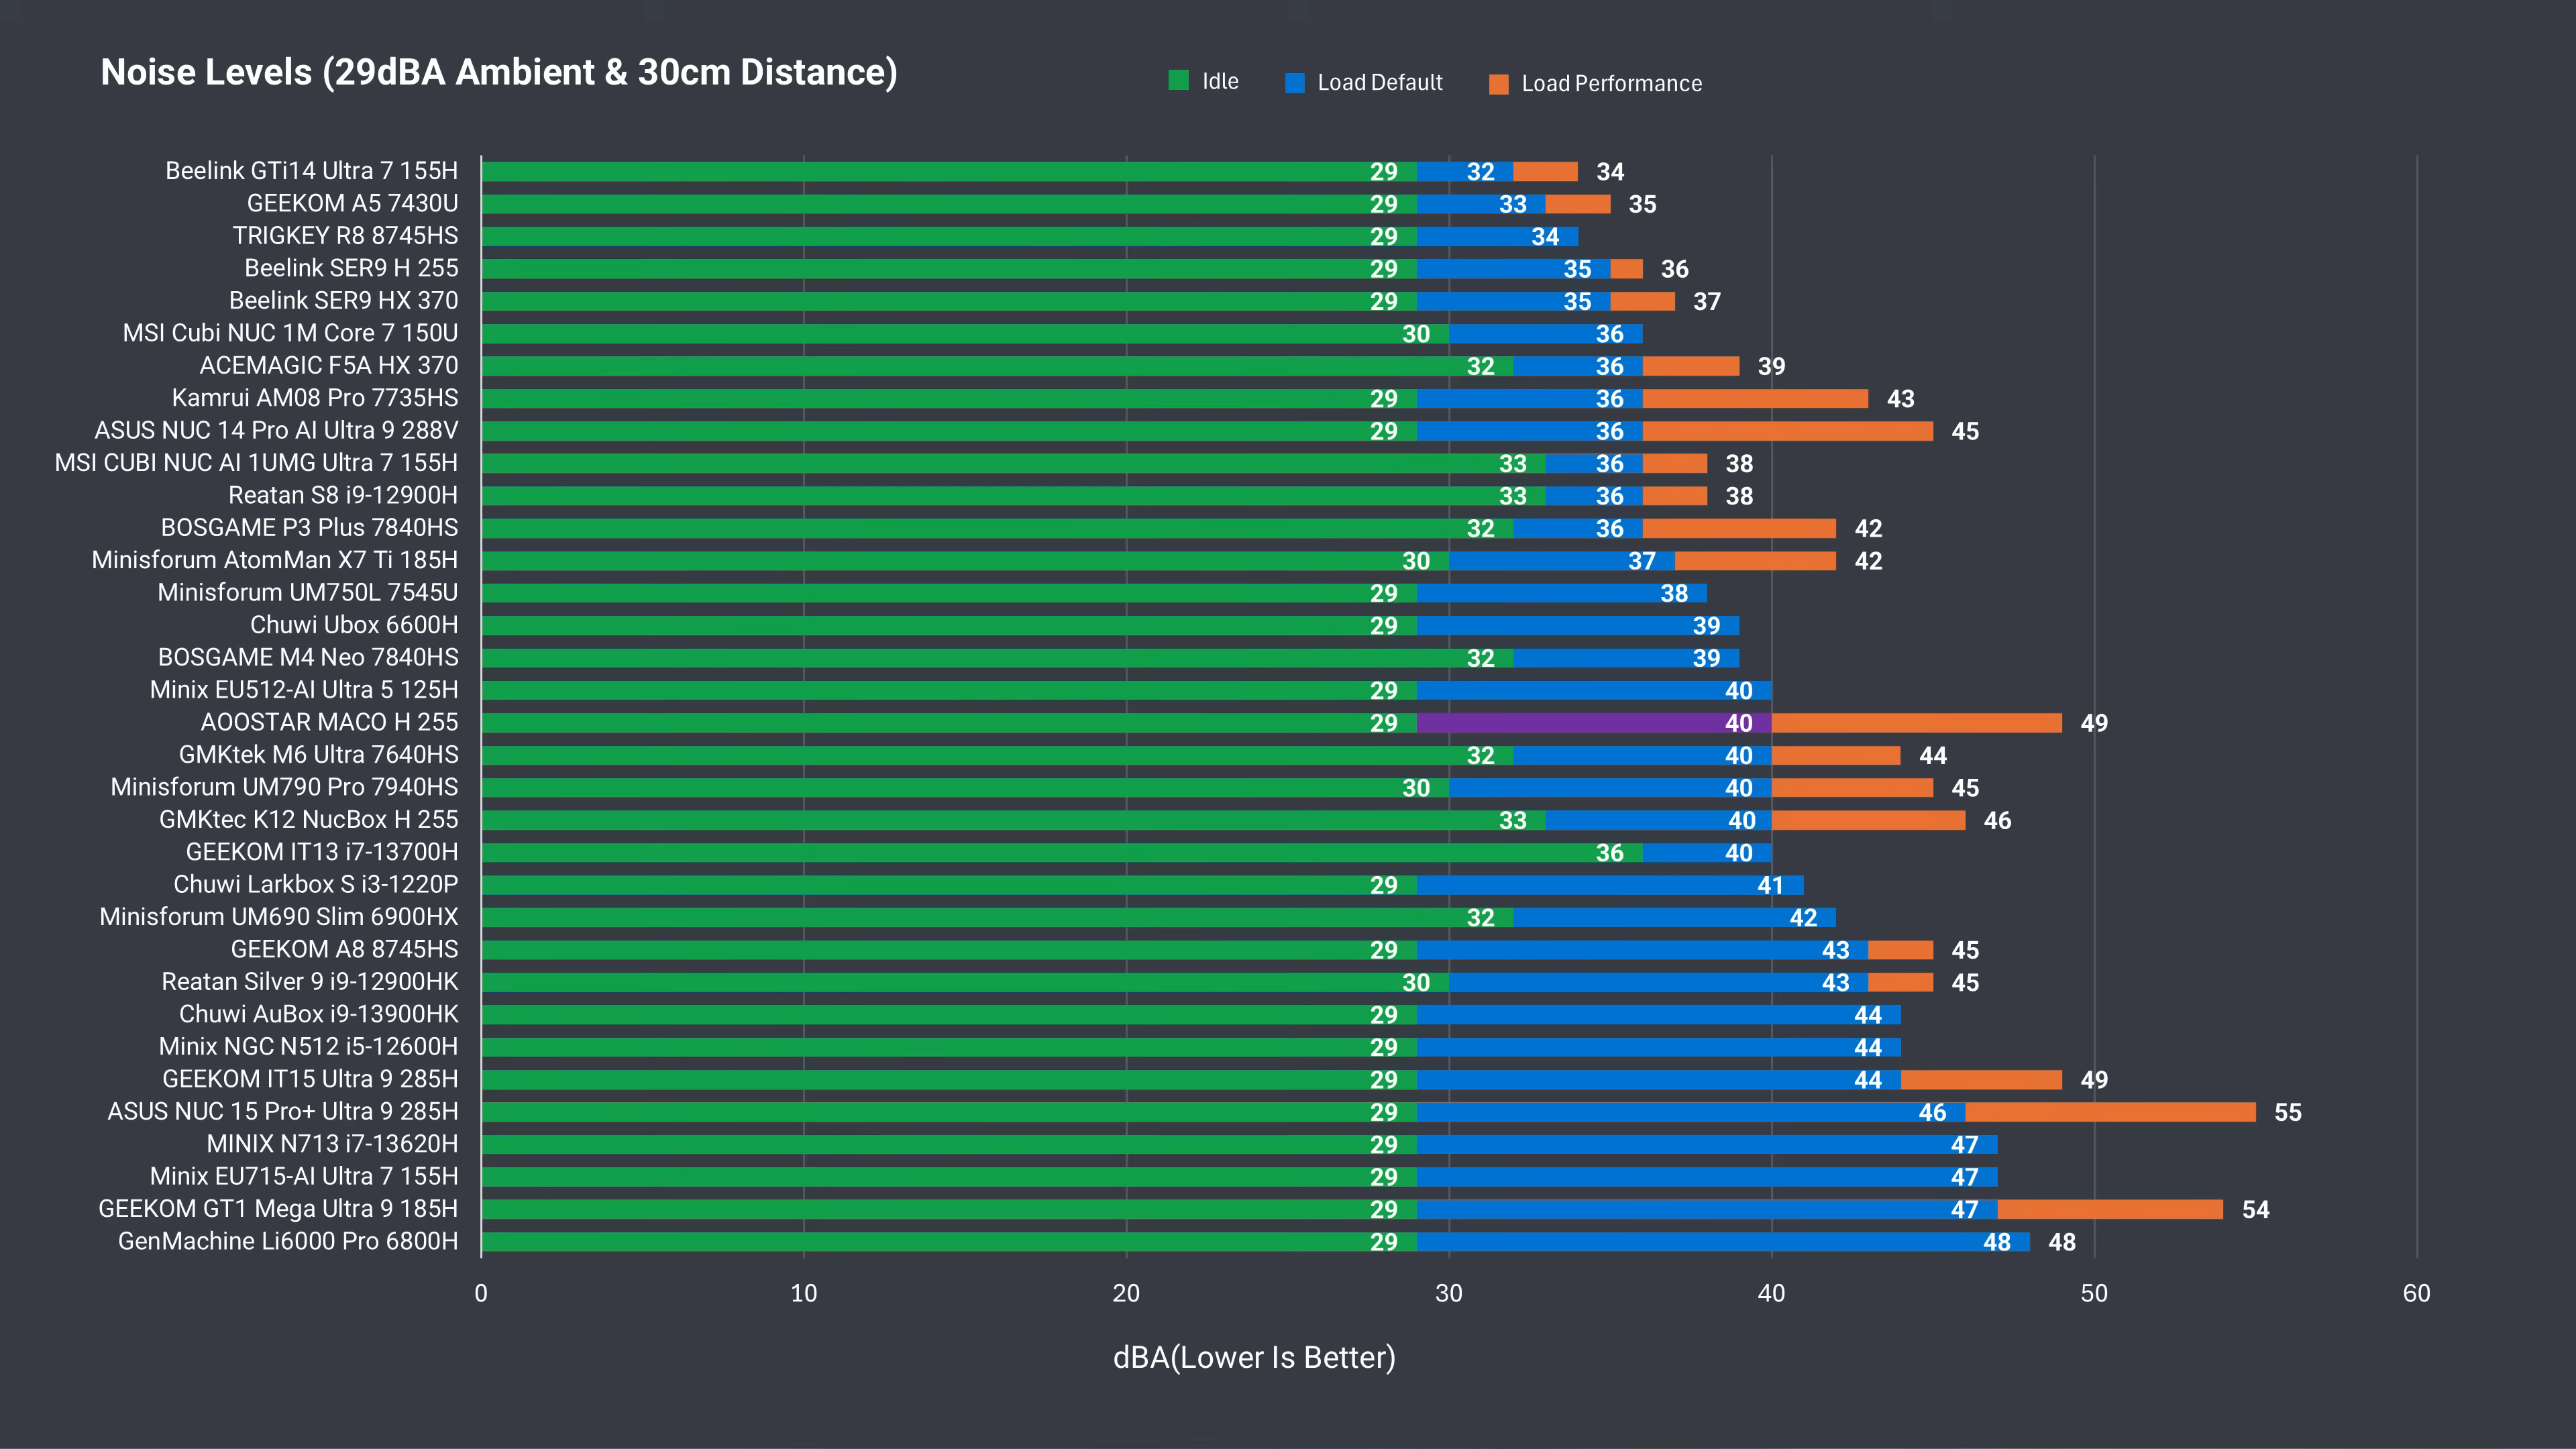 Noise Levels (29dBA Ambient & 30cm Distance)
Idle Load Default Load Performance
Beelink GTi14 Ultra 7 155H 29 32 34
GEEKOM A5 7430U 29 33 35
TRIGKEY R8 8745HS 29 34
Beelink SER9 H 255 29 35 36
Beelink SER9 HX 370 29 35 37
MSI Cubi NUC 1M Core 7 150U 30 36
ACEMAGIC F5A HX 370 32 36 39
Kamrui AM08 Pro 7735HS 29 36 43
ASUS NUC 14 Pro AI Ultra 9 288V 29 36 45
MSI CUBI NUC AI 1UMG Ultra 7 155H 33 36 38
Reatan S8 i9-12900H 33 36 38
BOSGAME P3 Plus 7840HS 32 36 42
Minisforum AtomMan X7 Ti 185H 30 37 42
Minisforum UM750L 7545U 29 38
Chuwi Ubox 6600H 29 39
BOSGAME M4 Neo 7840HS 32 39
Minix EU512-AI Ultra 5 125H 29 40
AOOSTAR MACO H 255 29 40 49
GMKtek M6 Ultra 7640HS 32 40 44
Minisforum UM790 Pro 7940HS 30 40 45
GMKtec K12 NucBox H 255 33 40 46
GEEKOM IT13 i7-13700H 36 40
Chuwi Larkbox S i3-1220P 29 41
Minisforum UM690 Slim 6900HX 32 42
GEEKOM A8 8745HS 29 43 45
Reatan Silver 9 i9-12900HK 30 43 45
Chuwi AuBox i9-13900HK 29 44
Minix NGC N512 i5-12600H 29 44
GEEKOM IT15 Ultra 9 285H 29 44 49
ASUS NUC 15 Pro+ Ultra 9 285H 29 46 55
MINIX N713 i7-13620H 29 47
Minix EU715-AI Ultra 7 155H 29 47
GEEKOM GT1 Mega Ultra 9 185H 29 47 54
GenMachine Li6000 Pro 6800H 29 48 48
0 10 20 30 40 50 60
dBA(Lower Is Better)